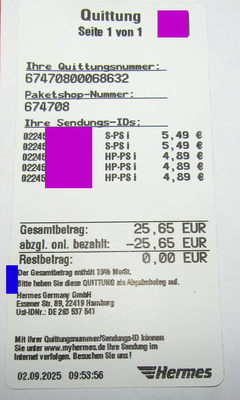 Quittung
Seite 1 von 1
Ihre Quittungsnummer:
67470800068632
Paketshop-Nummer:
674708
Ihre Sendungs-IDs:
02245 S-PS i 5,49 €
02245 S-PS i 5,49 €
02245 HP-PS i 4,89 €
02245 HP-PS i 4,89 €
02245 HP-PS i 4,89 €
Gesamtbetrag: 25,65 EUR
abzgl. onl. bezahlt: -25,65 EUR
Restbetrag: 0,00 EUR
Der Gesamtbetrag enthält 19% MwSt.
Bitte heben Sie diese QUITTUNG als Abgabebeleg auf.
Hermes Germany GmbH
Essener Str. 89, 22419 Hamburg
Ust-IDNr.: DE 263 537 541
Mit Ihrer Quittungsnummer/Sendungs-ID können
Sie unter www.myhermes.de Ihre Sendung im
Internet verfolgen. Besuchen Sie uns!
02.09.2025 09:53:56
Hermes